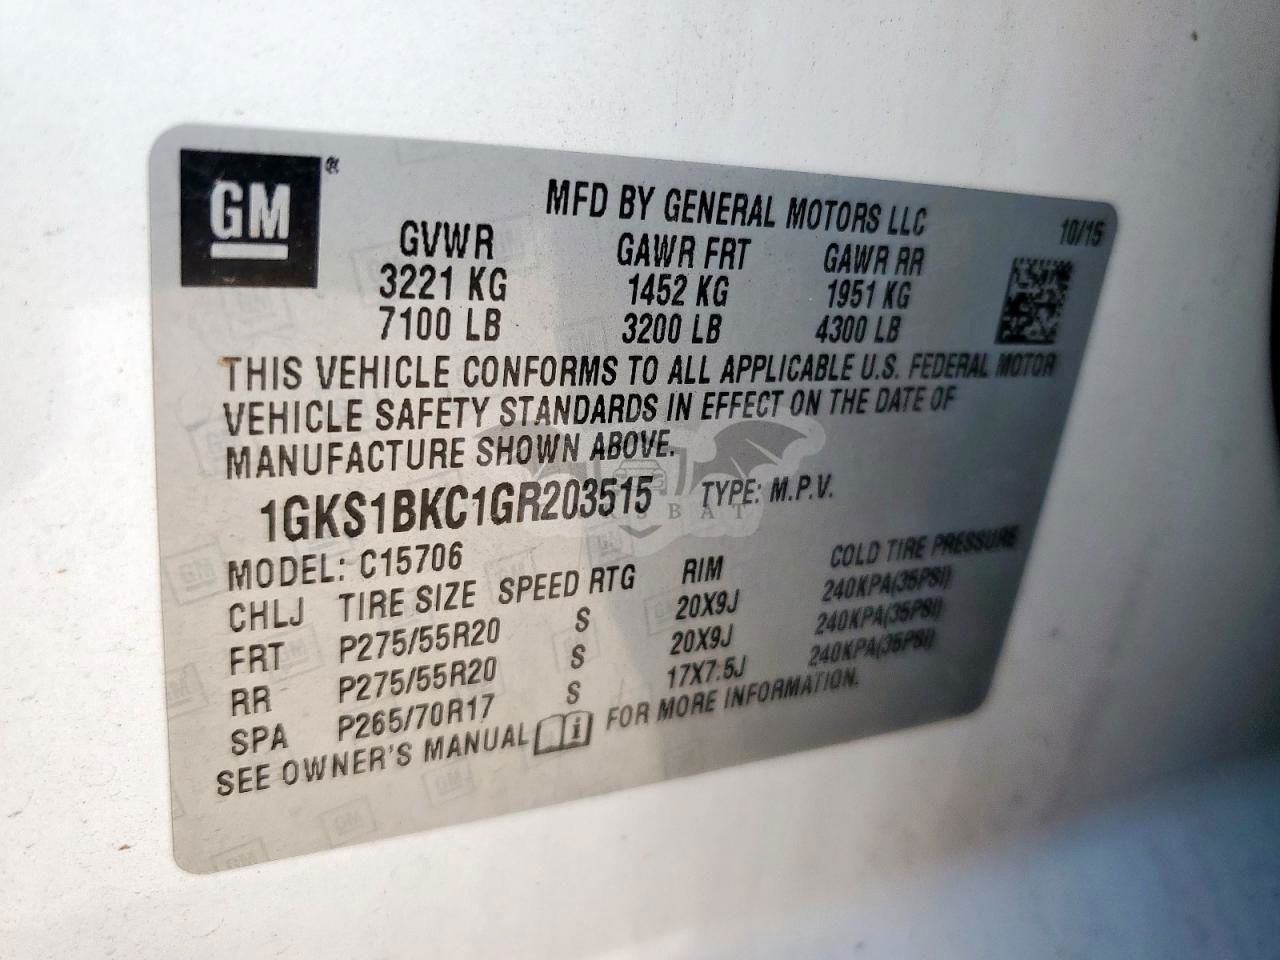 GM
MFD BY GENERAL MOTORS LLC
10/15
GVWR GAWR FRT GAWR RR
3221 KG 1452 KG 1951 KG
7100 LB 3200 LB 4300 LB
THIS VEHICLE CONFORMS TO ALL APPLICABLE U.S. FEDERAL MOTOR
VEHICLE SAFETY STANDARDS IN EFFECT ON THE DATE OF
MANUFACTURE SHOWN ABOVE.
1GKS1BKC1GR203515 TYPE: M.P.V.
MODEL: C15706
CHLJ TIRE SIZE SPEED RTG RIM COLD TIRE PRESSURE
FRT P275/55R20 S 20X9J 240KPA(35PSI)
RR P275/55R20 S 20X9J 240KPA(35PSI)
SPA P265/70R17 S 17X7.5J 240KPA(35PSI)
SEE OWNER'S MANUAL FOR MORE INFORMATION.